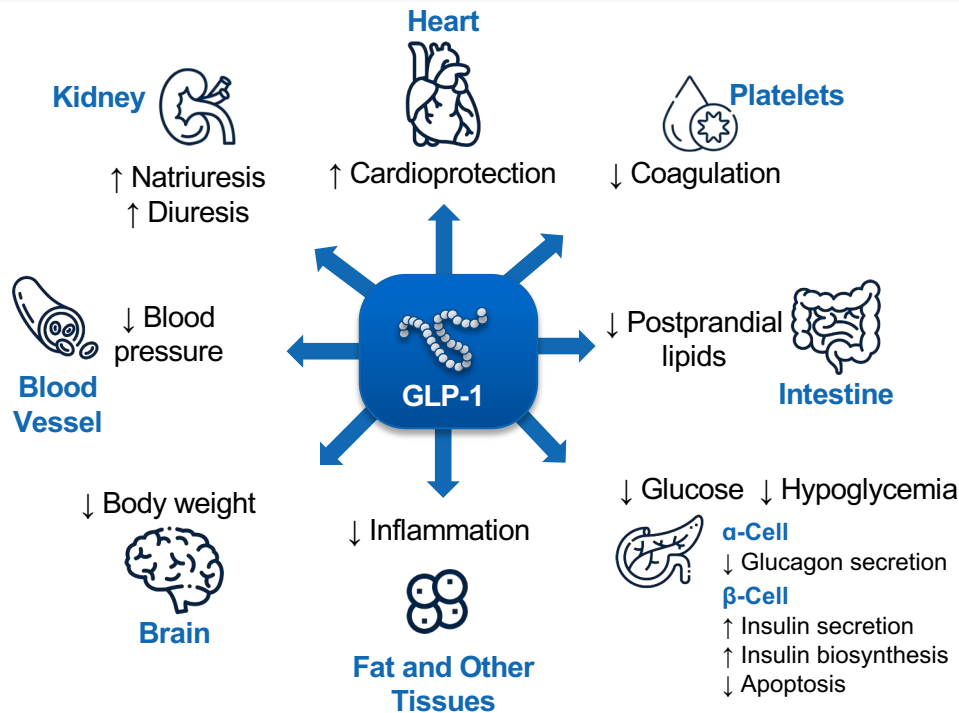 Heart
Kidney
Platelets
↑ Natriuresis
↑ Diuresis
↑ Cardioprotection
↓ Coagulation
↓ Blood
pressure
Blood
Vessel
GLP-1
↓ Postprandial
lipids
Intestine
↓ Body weight
Brain
↓ Inflammation
Fat and Other
Tissues
↓ Glucose ↓ Hypoglycemia
α-Cell
↓ Glucagon secretion
β-Cell
↑ Insulin secretion
↑ Insulin biosynthesis
↓ Apoptosis